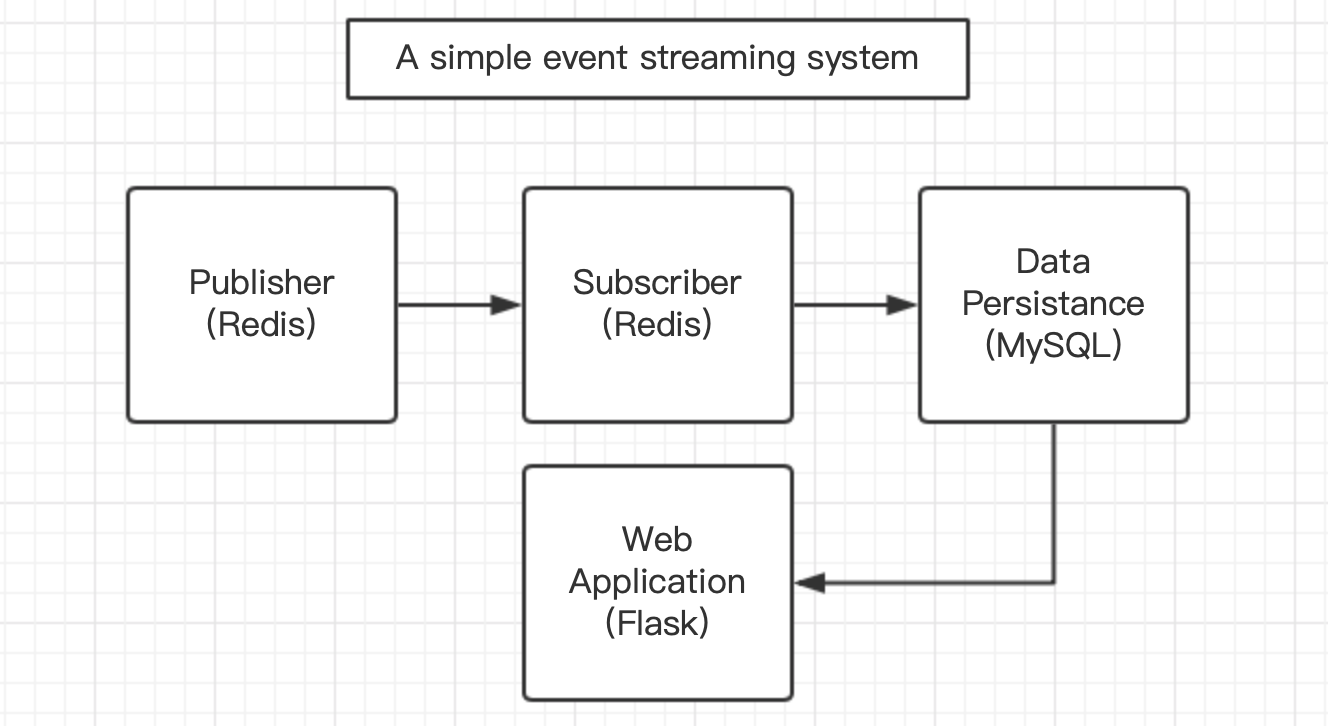 A simple event streaming system
Publisher
(Redis)
Subscriber
(Redis)
Data
Persistance
(MySQL)
Web
Application
(Flask)